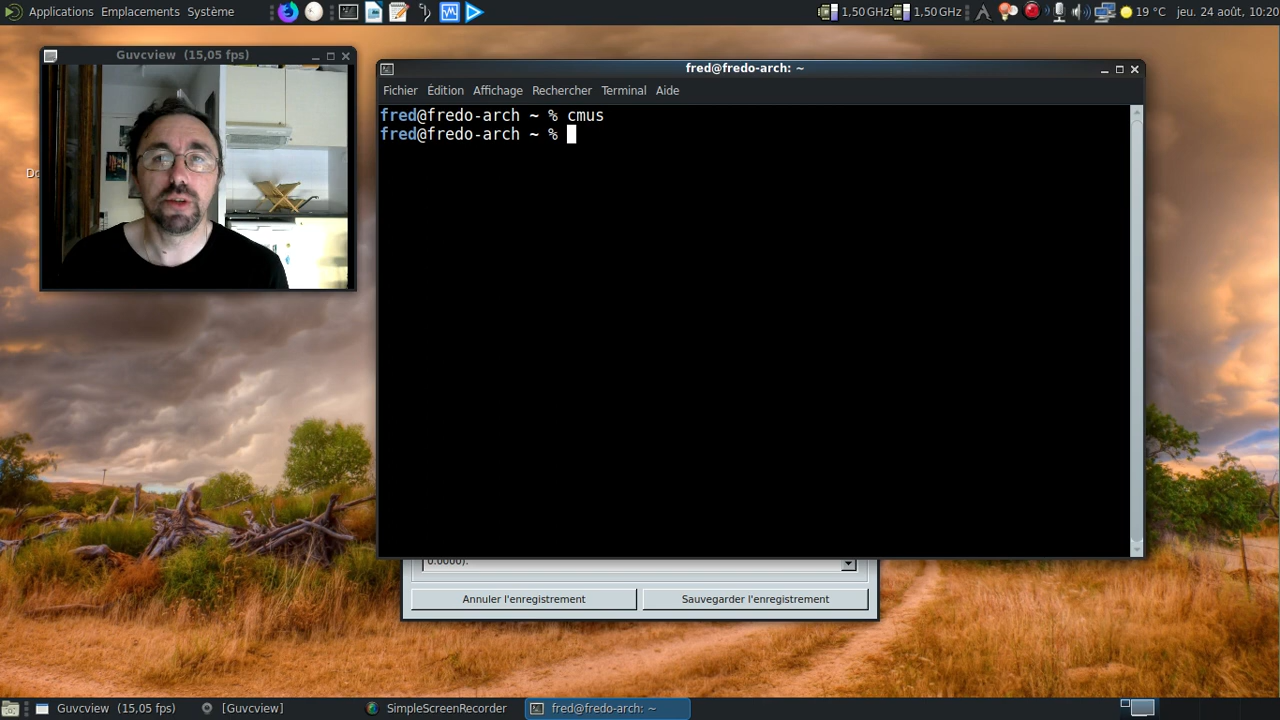 Applications Emplacements Système
1,50 GHz 1,50 GHz 19 °C jeu. 24 août, 10:20
Guvcview (15,05 fps)
fred@fredo-arch: ~
Fichier Édition Affichage Rechercher Terminal Aide
fred@fredo-arch ~ % cmus
fred@fredo-arch ~ %
0.0000).
Annuler l'enregistrement Sauvegarder l'enregistrement
Guvcview (15,05 fps) [Guvcview] SimpleScreenRecorder fred@fredo-arch: ~